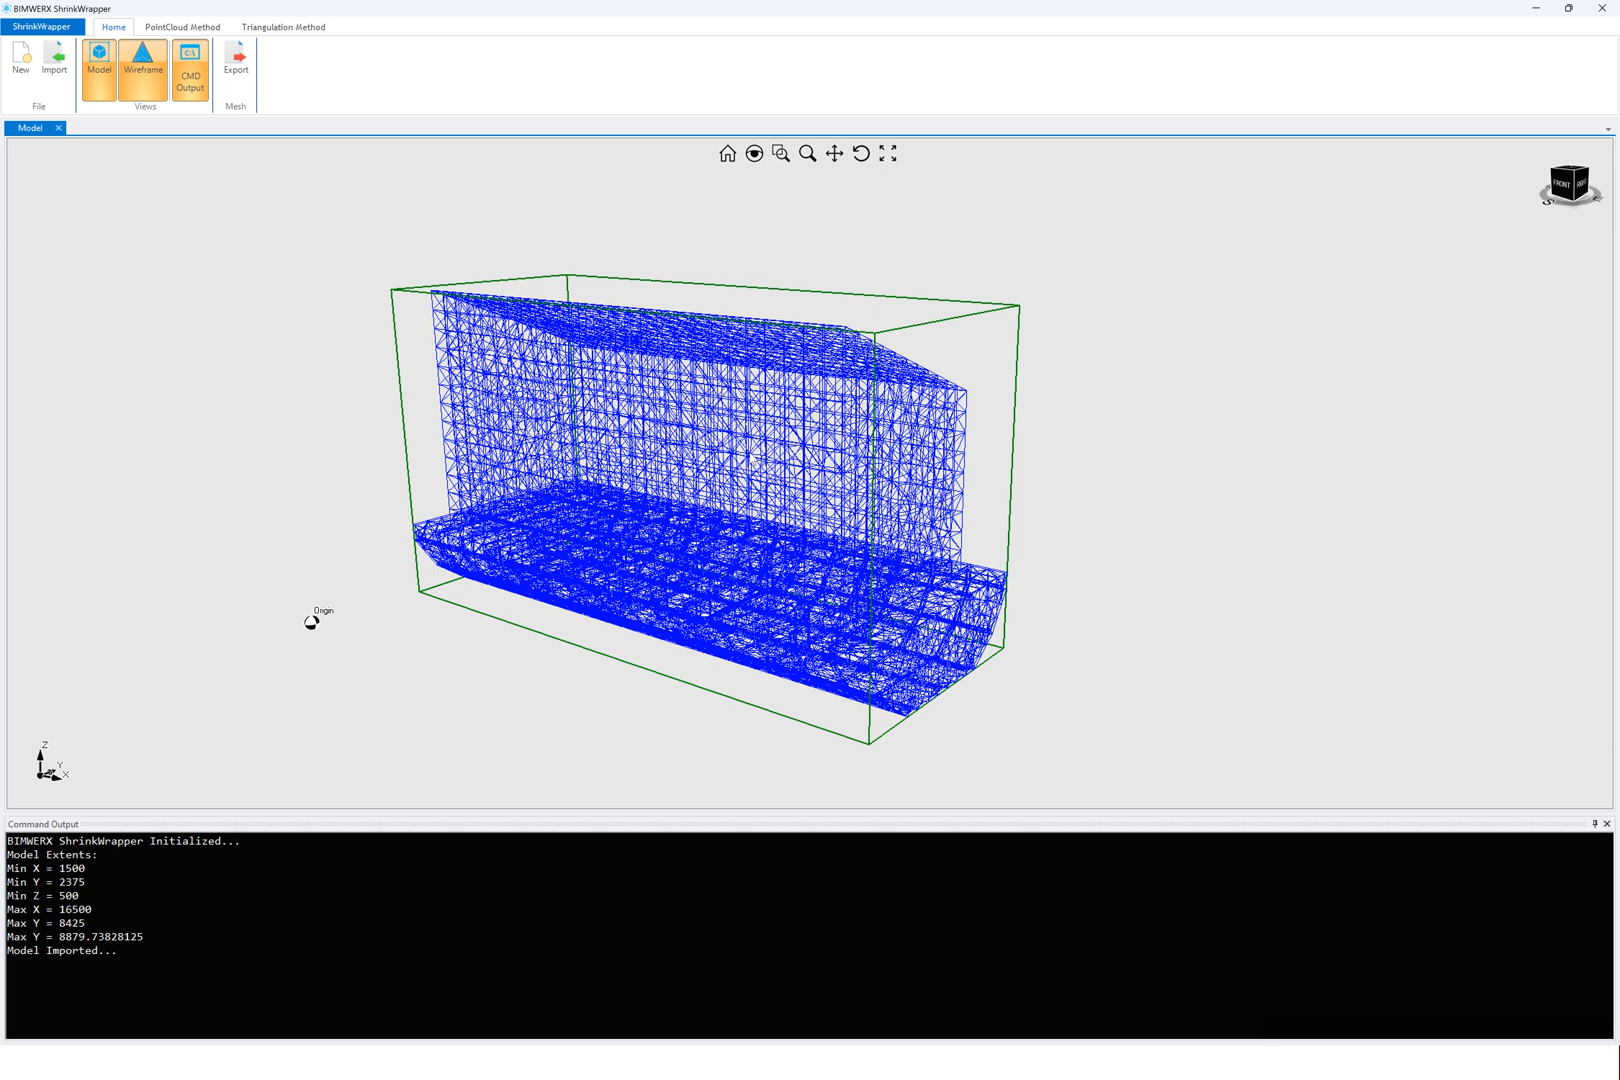 BIMWERX ShrinkWrapper
ShrinkWrapper
Home
PointCloud Method
Triangulation Method
New
Import
Model
Wireframe
C:\
CMD
Output
Export
File
Views
Mesh
Model
FRONT
RIGHT
S
E
Origin
Z
Y
X
Command Output
BIMWERX ShrinkWrapper Initialized...
Model Extents:
Min X = 1500
Min Y = 2375
Min Z = 500
Max X = 16500
Max Y = 8425
Max Y = 8879.73828125
Model Imported...